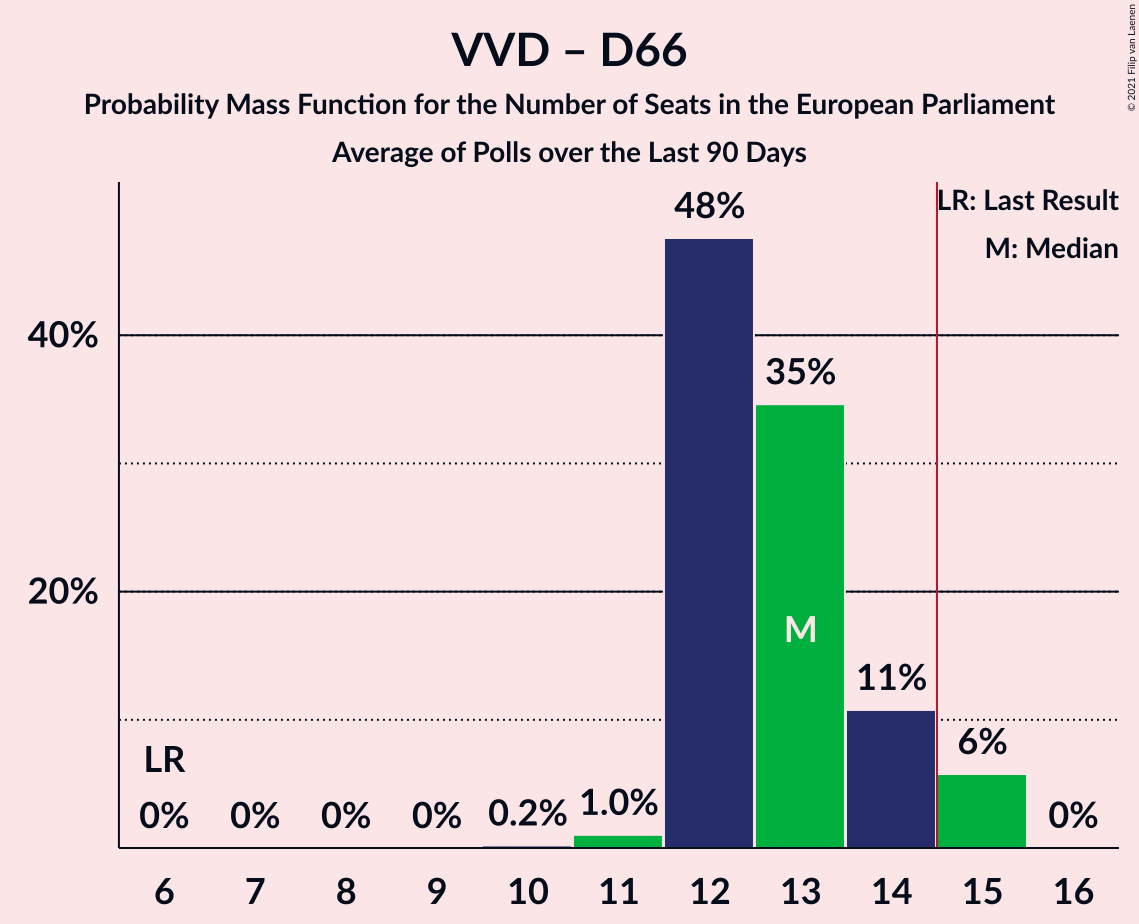 VVD – D66
Probability Mass Function for the Number of Seats in the European Parliament
Average of Polls over the Last 90 Days
© 2021 Filip van Laenen
LR: Last Result
M: Median
48%
40%
35%
20%
M
11%
6%
LR
0% 0% 0% 0% 0.2% 1.0% 0%
6 7 8 9 10 11 12 13 14 15 16